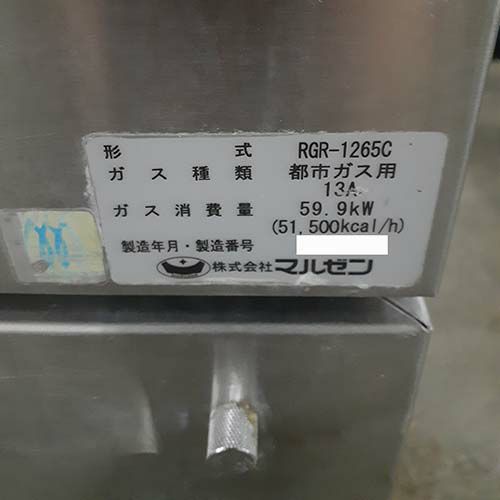 形式 RGR-1265C
ガス種類 都市ガス用
13A
ガス消費量 59.9kW
(51,500kcal/h)
製造年月・製造番号
株式会社マルゼン